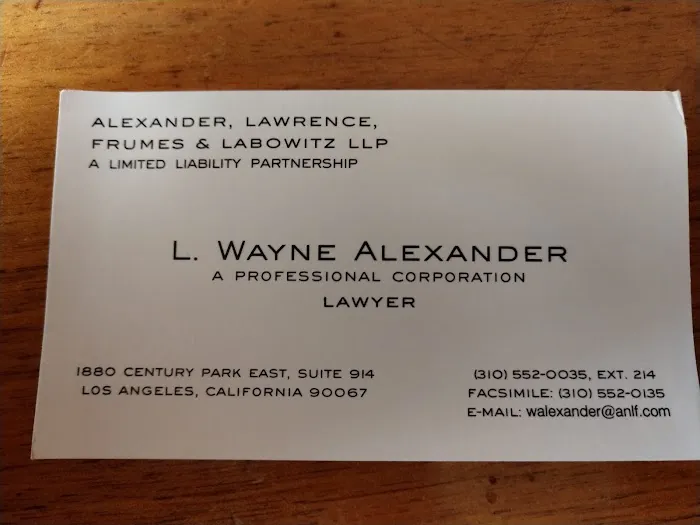 ALEXANDER, LAWRENCE,
FRUMES & LABOWITZ LLP
A LIMITED LIABILITY PARTNERSHIP
L. WAYNE ALEXANDER
A PROFESSIONAL CORPORATION
LAWYER
1880 CENTURY PARK EAST, SUITE 914
LOS ANGELES, CALIFORNIA 90067
(310) 552-0035, EXT. 214
FACSIMILE: (310) 552-0135
E-MAIL: walexander@anlf.com